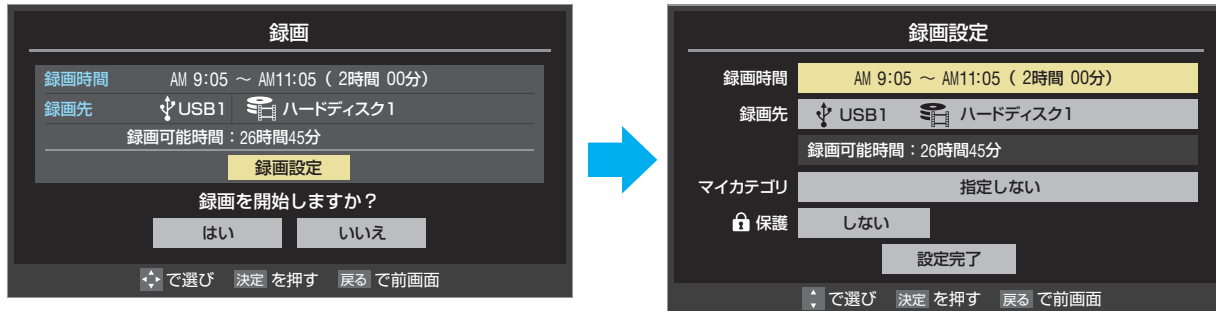 録画
録画時間 AM 9:05 ~ AM11:05 ( 2時間 00分)
録画先 USB1 ハードディスク1
録画可能時間:26時間45分
録画設定
録画を開始しますか?
はい いいえ
で選び 決定 を押す 戻る で前画面
録画設定
録画時間 AM 9:05 ~ AM11:05 ( 2時間 00分)
録画先 USB1 ハードディスク1
録画可能時間:26時間45分
マイカテゴリ 指定しない
保護 しない
設定完了
で選び 決定 を押す 戻る で前画面